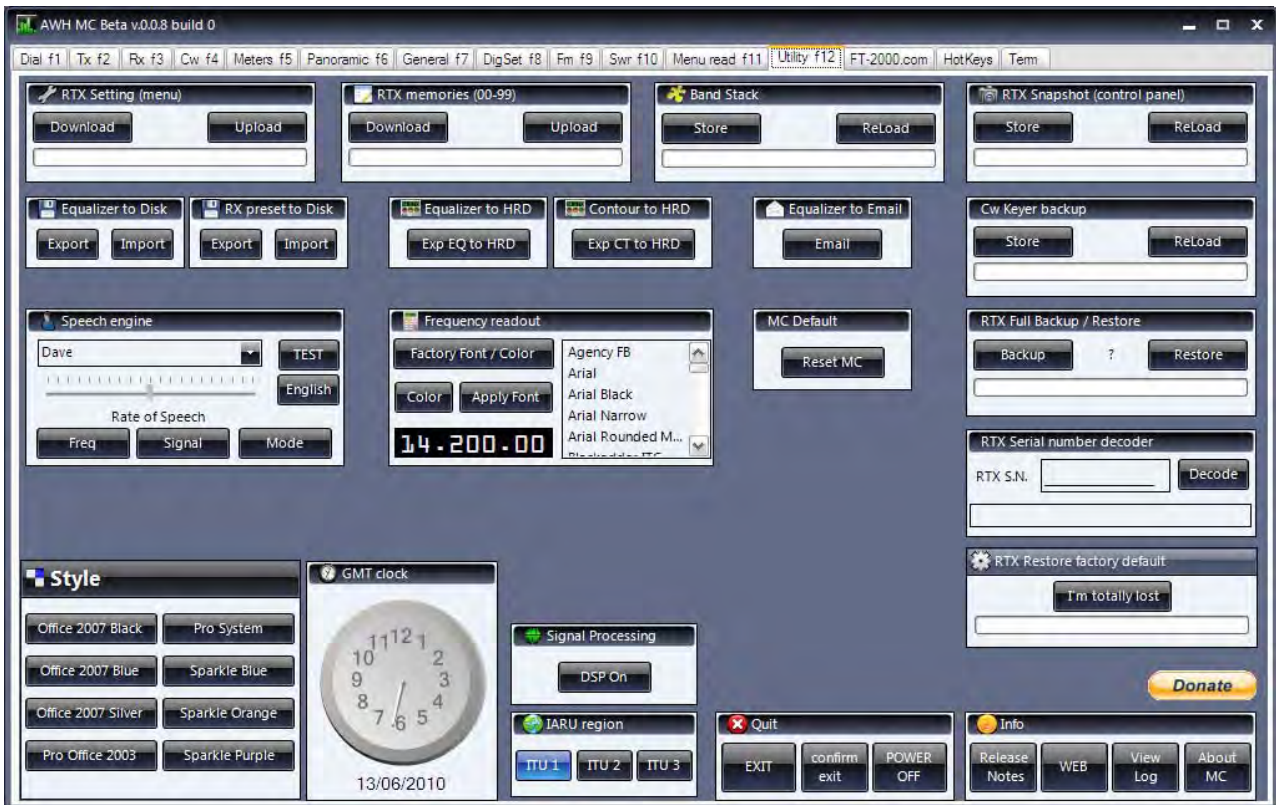 AWH MC Beta v.0.0.8 build 0
Dial f1 Tx f2 Rx f3 Cw f4 Meters f5 Panoramic f6 General f7 DigSet f8 Fm f9 Swr f10 Menu read f11 Utility f12 FT-2000.com HotKeys Term
RTX Setting (menu)
Download Upload
RTX memories (00-99)
Download Upload
Band Stack
Store ReLoad
RTX Snapshot (control panel)
Store ReLoad
Equalizer to Disk
Export Import
RX preset to Disk
Export Import
Equalizer to HRD
Exp EQ to HRD
Contour to HRD
Exp CT to HRD
Equalizer to Email
Email
Cw Keyer backup
Store ReLoad
Speech engine
Dave TEST
English
Rate of Speech
Freq Signal Mode
Frequency readout
Factory Font / Color
Color Apply Font
14.200.00
Agency FB
Arial
Arial Black
Arial Narrow
Arial Rounded M...
MC Default
Reset MC
RTX Full Backup / Restore
Backup ? Restore
RTX Serial number decoder
RTX S.N. Decode
RTX Restore factory default
I'm totally lost
Style
Office 2007 Black Pro System
Office 2007 Blue Sparkle Blue
Office 2007 Silver Sparkle Orange
Pro Office 2003 Sparkle Purple
GMT clock
11 12 1
10 2
9 3
8 4
7 6 5
13/06/2010
Signal Processing
DSP On
IARU region
ITU 1 ITU 2 ITU 3
Quit
EXIT
confirm
exit
POWER
OFF
Donate
Info
Release
Notes
WEB
View
Log
About
MC